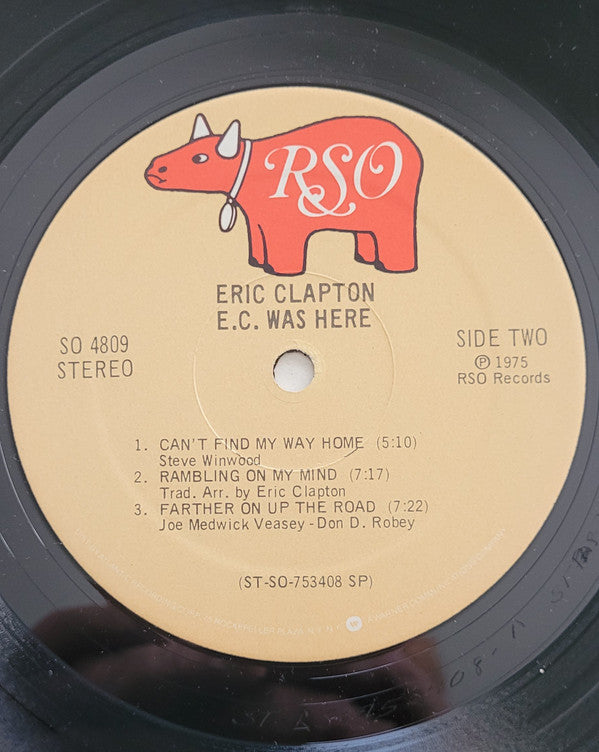 RSO
ERIC CLAPTON
E.C. WAS HERE
SO 4809
STEREO
SIDE TWO
℗ 1975
RSO Records
1. CAN'T FIND MY WAY HOME (5:10)
Steve Winwood
2. RAMBLING ON MY MIND (7:17)
Trad. Arr. by Eric Clapton
3. FARTHER ON UP THE ROAD (7:22)
Joe Medwick Veasey - Don D. Robey
(ST-SO-753408 SP)